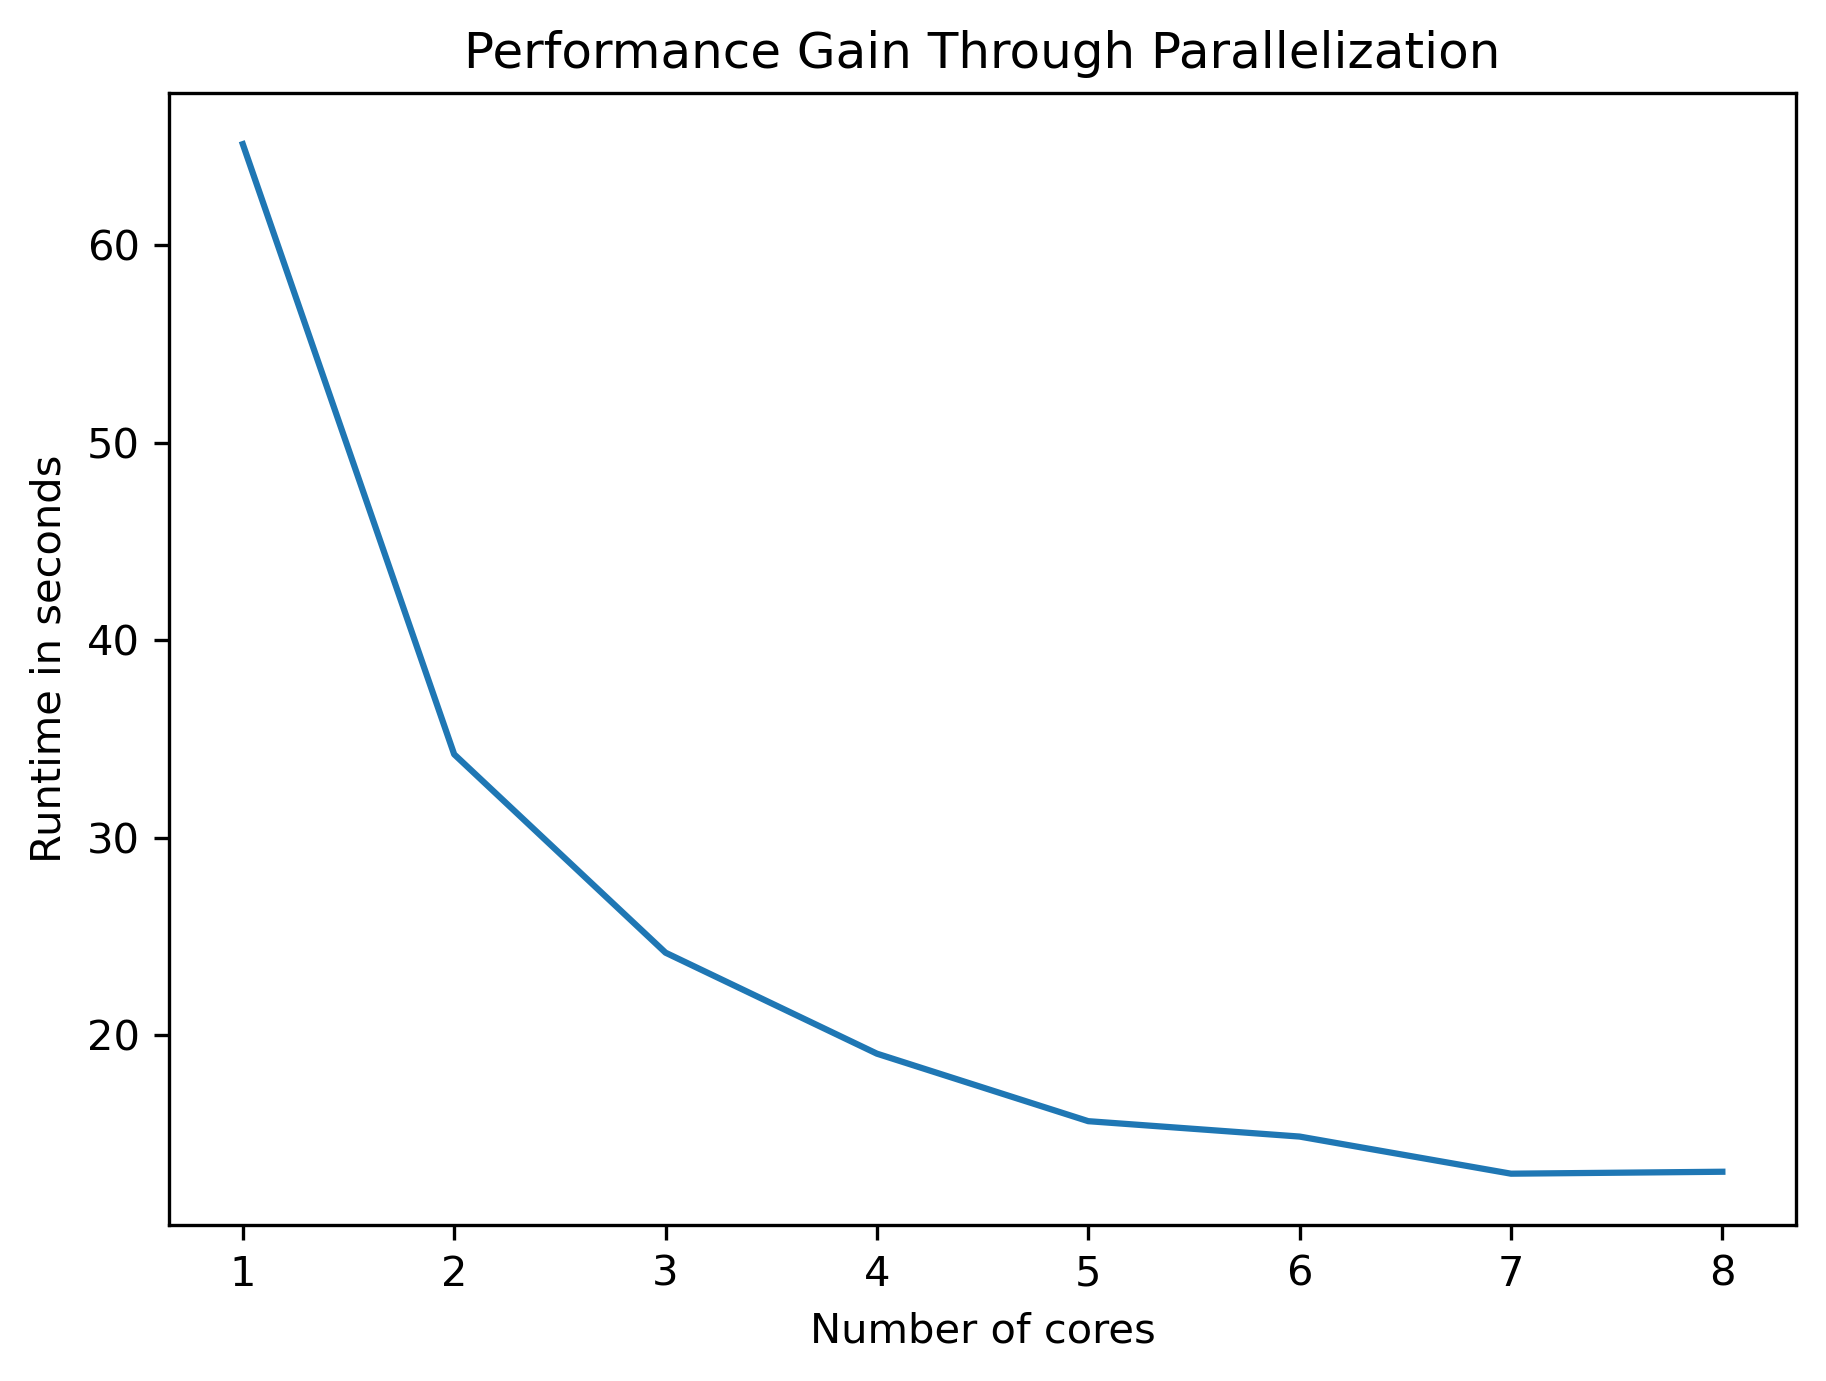 Performance Gain Through Parallelization
Runtime in seconds
60
50
40
30
20
1 2 3 4 5 6 7 8
Number of cores